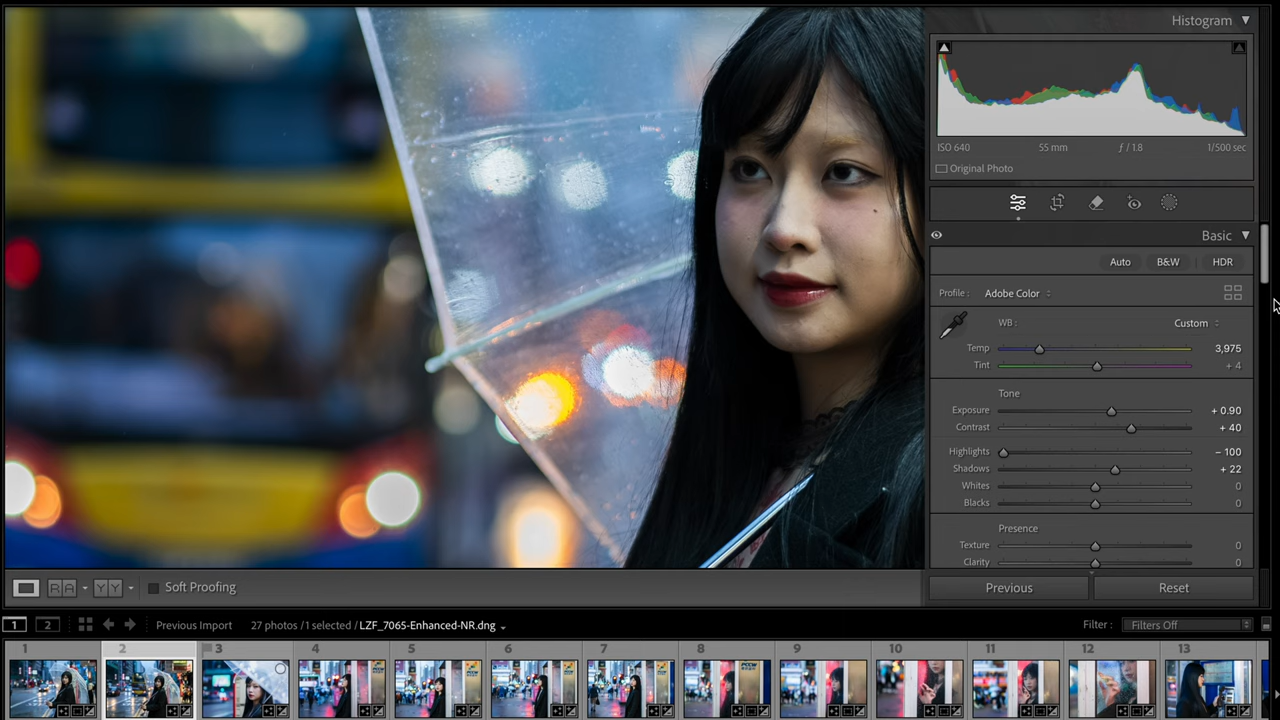 Histogram ▼
ISO 640 55 mm ƒ / 1.8 1/500 sec
Original Photo
Basic ▼
Auto B&W HDR
Profile : Adobe Color
WB : Custom
Temp 3,975
Tint + 4
Tone
Exposure + 0.90
Contrast + 40
Highlights – 100
Shadows + 22
Whites 0
Blacks 0
Presence
Texture 0
Clarity 0
R A Y Y Soft Proofing
Previous Reset
1 2 Previous Import 27 photos / 1 selected / LZF_7065-Enhanced-NR.dng Filter : Filters Off
1 2 3 4 5 6 7 8 9 10 11 12 13